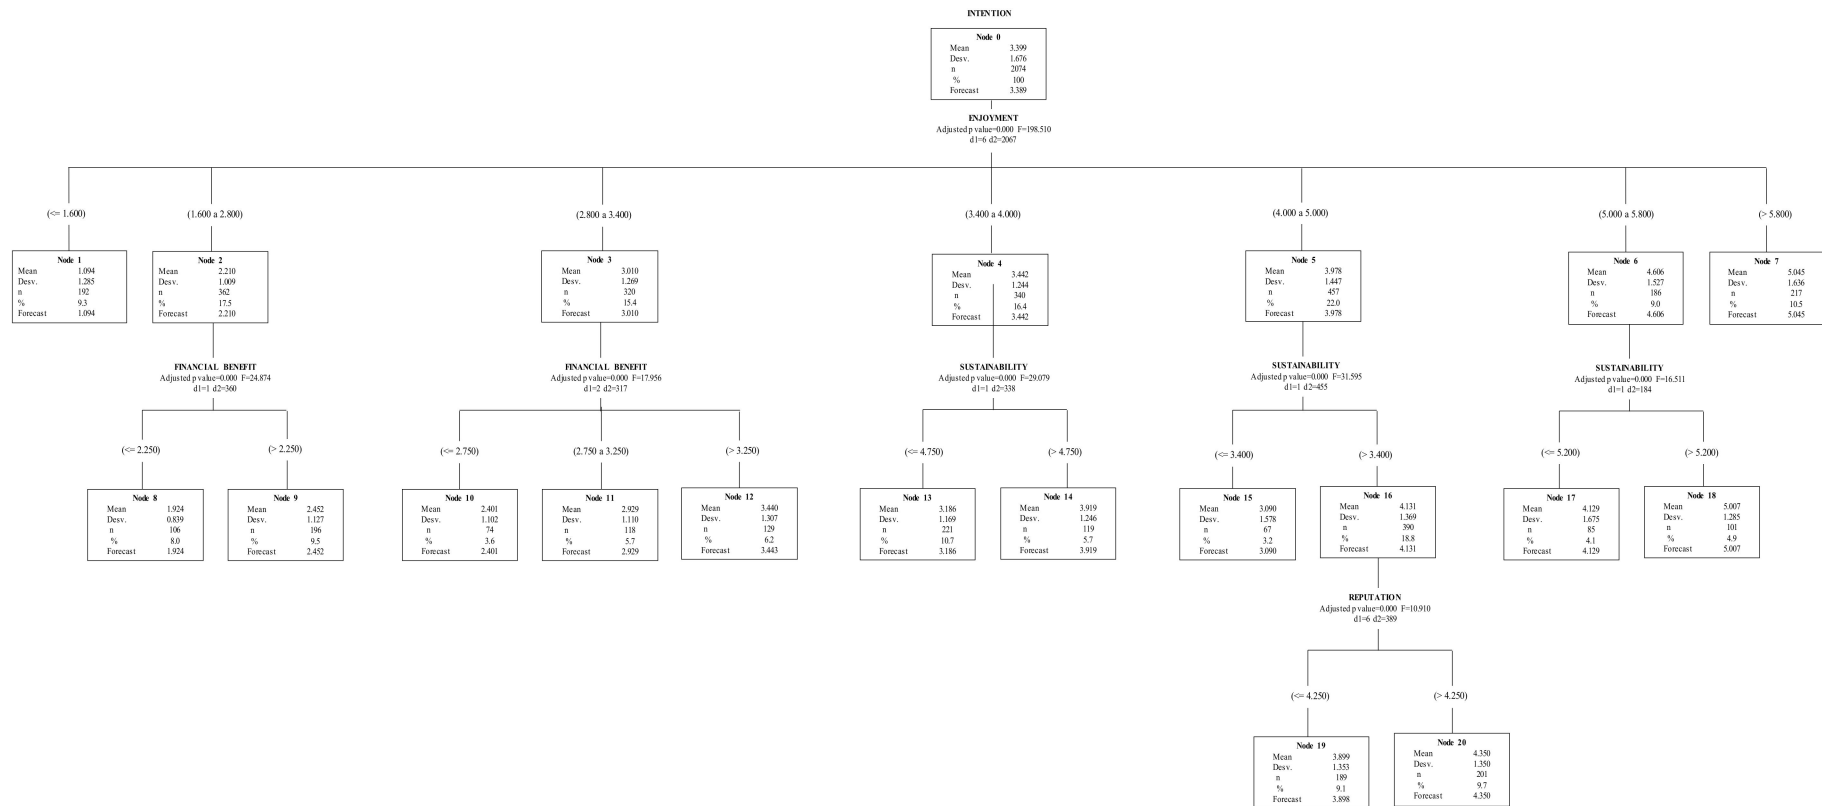 INTENTION
Node 0
Mean 3.399
Desv. 1.676
n 2074
% 100
Forecast 3.389
ENJOYMENT
Adjusted p value=0.000 F=198.510
d1=6 d2=2067
(<= 1.600)
(1.600 a 2.800)
(2.800 a 3.400)
(3.400 a 4.000)
(4.000 a 5.000)
(5.000 a 5.800)
(> 5.800)
Node 1
Mean 1.094
Desv. 1.285
n 192
% 9.3
Forecast 1.094
Node 2
Mean 2.210
Desv. 1.009
n 362
% 17.5
Forecast 2.210
Node 3
Mean 3.010
Desv. 1.269
n 320
% 15.4
Forecast 3.010
Node 4
Mean 3.442
Desv. 1.244
n 340
% 16.4
Forecast 3.442
Node 5
Mean 3.978
Desv. 1.447
n 457
% 22.0
Forecast 3.978
Node 6
Mean 4.606
Desv. 1.527
n 186
% 9.0
Forecast 4.606
Node 7
Mean 5.045
Desv. 1.636
n 217
% 10.5
Forecast 5.045
FINANCIAL BENEFIT
Adjusted p value=0.000 F=24.874
d1=1 d2=360
FINANCIAL BENEFIT
Adjusted p value=0.000 F=17.956
d1=2 d2=317
SUSTAINABILITY
Adjusted p value=0.000 F=29.079
d1=1 d2=338
SUSTAINABILITY
Adjusted p value=0.000 F=31.595
d1=1 d2=455
SUSTAINABILITY
Adjusted p value=0.000 F=16.511
d1=1 d2=184
(<= 2.250)
(> 2.250)
(<= 2.750)
(2.750 a 3.250)
(> 3.250)
(<= 4.750)
(> 4.750)
(<= 3.400)
(> 3.400)
(<= 5.200)
(> 5.200)
Node 8
Mean 1.924
Desv. 0.839
n 106
% 8.0
Forecast 1.924
Node 9
Mean 2.452
Desv. 1.127
n 196
% 9.5
Forecast 2.452
Node 10
Mean 2.401
Desv. 1.102
n 74
% 3.6
Forecast 2.401
Node 11
Mean 2.929
Desv. 1.110
n 118
% 5.7
Forecast 2.929
Node 12
Mean 3.440
Desv. 1.307
n 129
% 6.2
Forecast 3.443
Node 13
Mean 3.186
Desv. 1.169
n 221
% 10.7
Forecast 3.186
Node 14
Mean 3.919
Desv. 1.246
n 119
% 5.7
Forecast 3.919
Node 15
Mean 3.090
Desv. 1.578
n 67
% 3.2
Forecast 3.090
Node 16
Mean 4.131
Desv. 1.369
n 390
% 18.8
Forecast 4.131
Node 17
Mean 4.129
Desv. 1.675
n 85
% 4.1
Forecast 4.129
Node 18
Mean 5.007
Desv. 1.285
n 101
% 4.9
Forecast 5.007
REPUTATION
Adjusted p value=0.000 F=10.910
d1=6 d2=389
(<= 4.250)
(> 4.250)
Node 19
Mean 3.899
Desv. 1.353
n 189
% 9.1
Forecast 3.898
Node 20
Mean 4.350
Desv. 1.350
n 201
% 9.7
Forecast 4.350